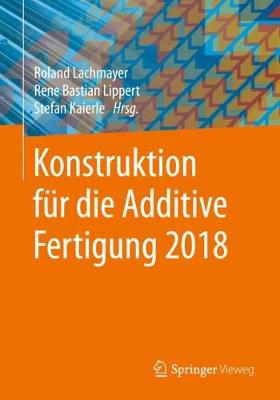 Roland Lachmayer
Rene Bastian Lippert
Stefan Kaierle Hrsg.
Konstruktion
für die Additive
Fertigung 2018
Springer Vieweg